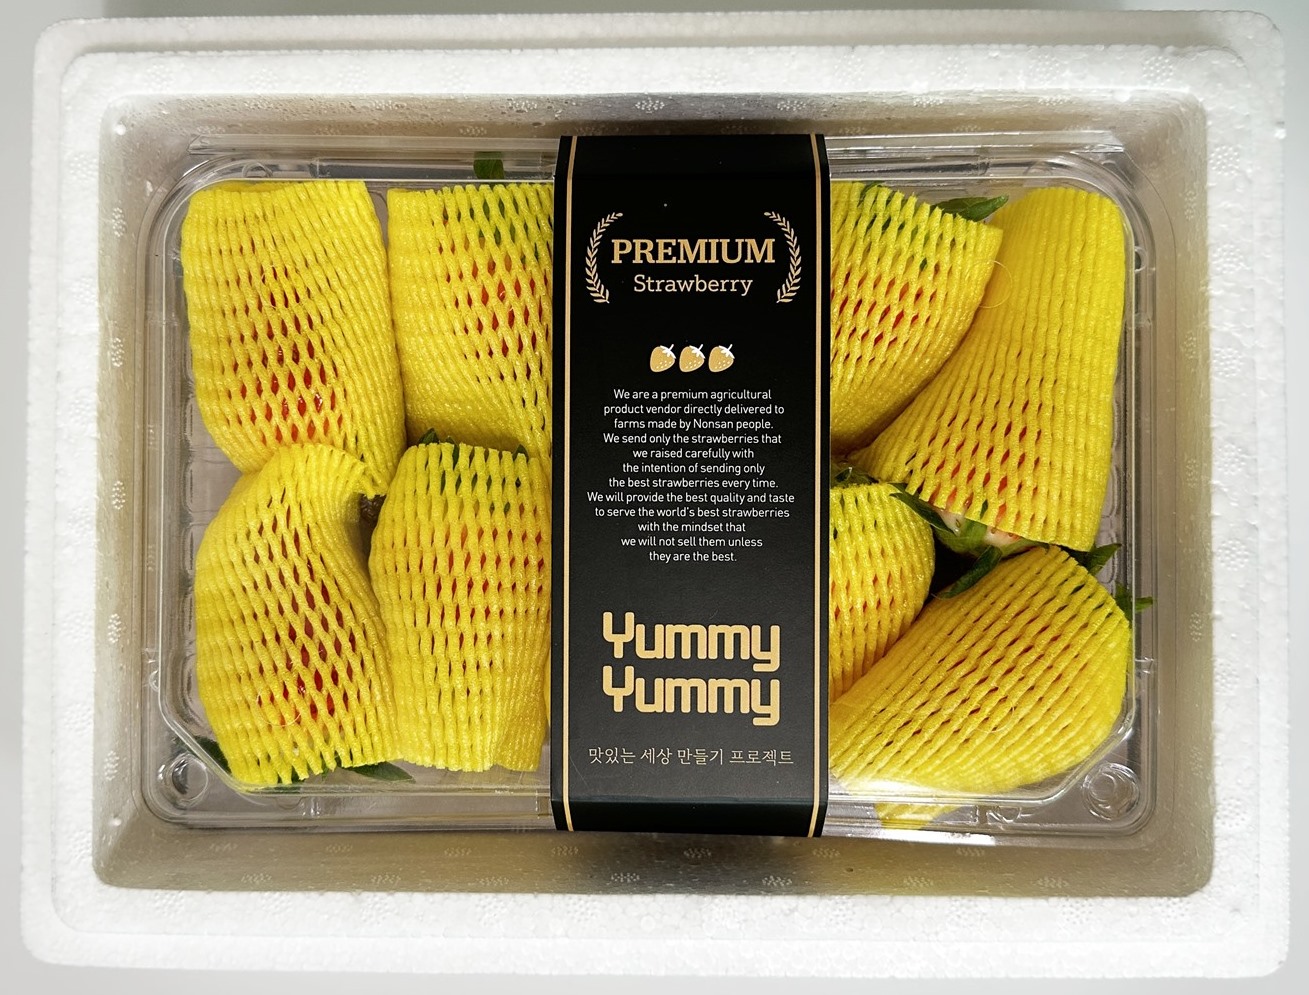 PREMIUM
Strawberry
We are a premium agricultural
product vendor directly delivered to
farms made by Nonsan people.
We send only the strawberries that
we raised carefully with
the intention of sending only
the best strawberries every time.
We will provide the best quality and taste
to serve the world's best strawberries
with the mindset that
we will not sell them unless
they are the best.
Yummy
Yummy
맛있는 세상 만들기 프로젝트